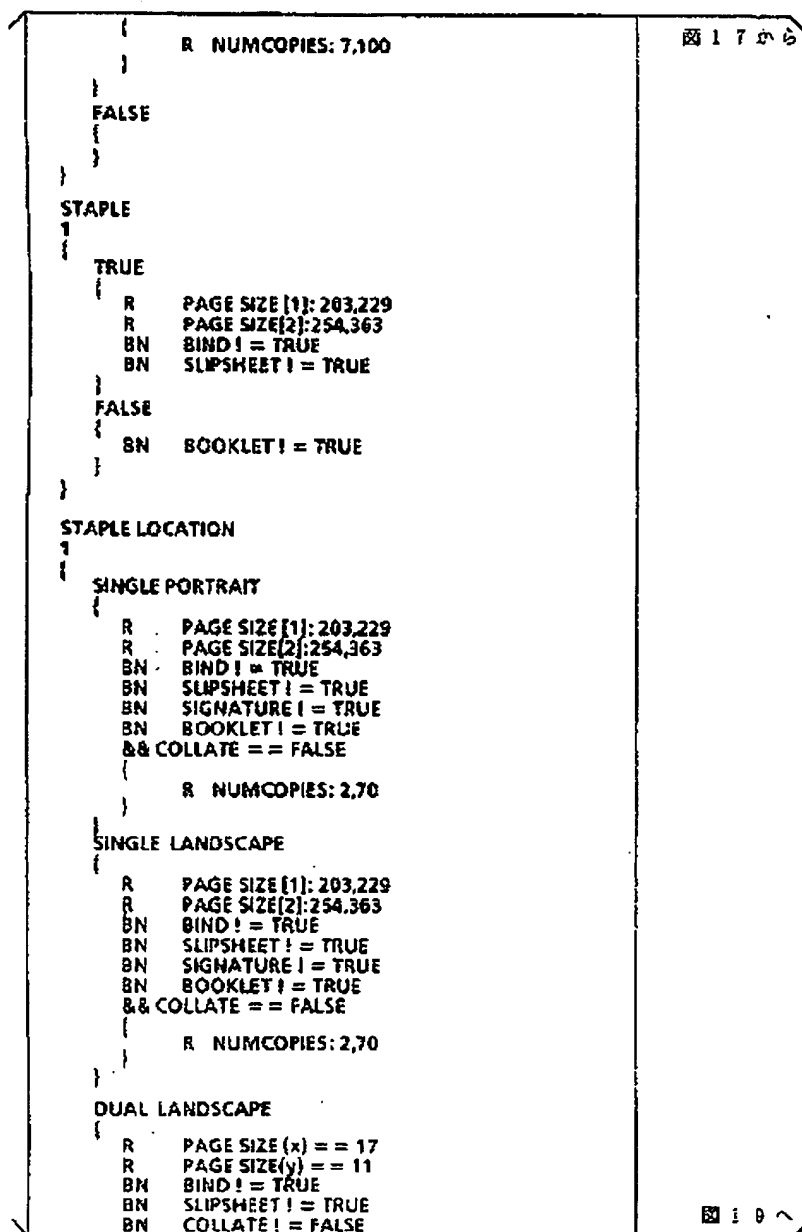 {
R NUMCOPIES: 7,100
}
}
FALSE
{
}
}
STAPLE
1
{
TRUE
{
R PAGE SIZE [1]: 203,229
R PAGE SIZE[2]:254,363
BN BIND ! = TRUE
BN SLIPSHEET ! = TRUE
}
FALSE
{
BN BOOKLET ! = TRUE
}
}
STAPLE LOCATION
1
{
SINGLE PORTRAIT
{
R PAGE SIZE [1]: 203,229
R PAGE SIZE[2]:254,363
BN BIND ! = TRUE
BN SLIPSHEET ! = TRUE
BN SIGNATURE ! = TRUE
BN BOOKLET ! = TRUE
&& COLLATE = = FALSE
{
R NUMCOPIES: 2,70
}
}
SINGLE LANDSCAPE
{
R PAGE SIZE [1]: 203,229
R PAGE SIZE[2]:254,363
BN BIND ! = TRUE
BN SLIPSHEET ! = TRUE
BN SIGNATURE ! = TRUE
BN BOOKLET ! = TRUE
&& COLLATE = = FALSE
{
R NUMCOPIES: 2,70
}
}
DUAL LANDSCAPE
{
R PAGE SIZE (x) = = 17
R PAGE SIZE(y) = = 11
BN BIND ! = TRUE
BN SLIPSHEET ! = TRUE
BN COLLATE ! = FALSE
図17から
図19へ